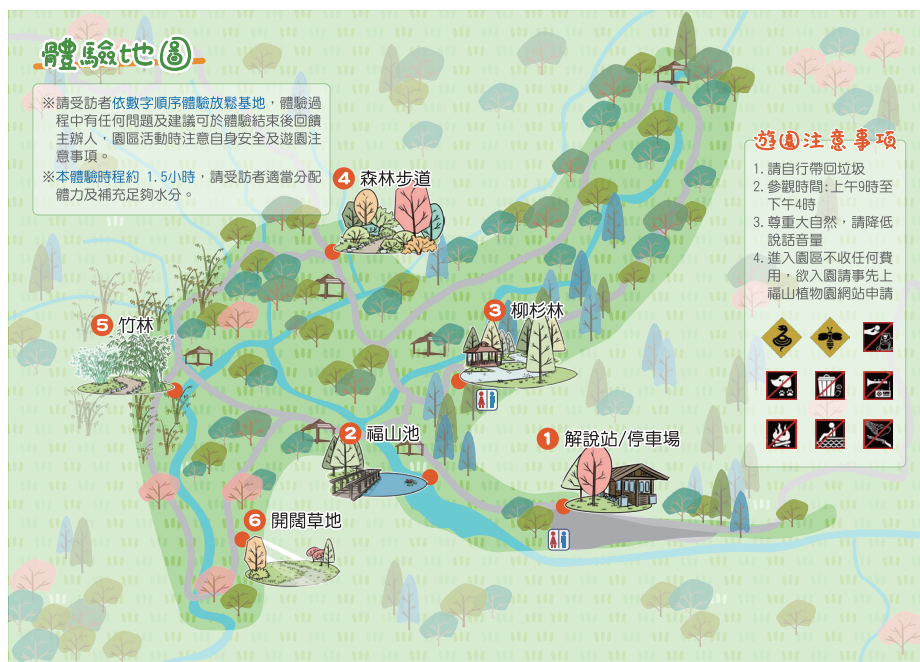 體驗地圖
※請受訪者依數字順序體驗放鬆基地，體驗過
程中有任何問題及建議可於體驗結束後回饋
主辦人，園區活動時注意自身安全及遊園注
意事項。
※本體驗時程約 1.5小時，請受訪者適當分配
體力及補充足夠水分。
遊園注意事項
1.請自行帶回垃圾
2.參觀時間:上午9時至
下午4時
3.尊重大自然，請降低
說話音量
4.進入園區不收任何費
用，欲入園請事先上
福山植物園網站申請
4 森林步道
3 柳杉林
5 竹林
2 福山池
1 解說站/停車場
6 開闊草地